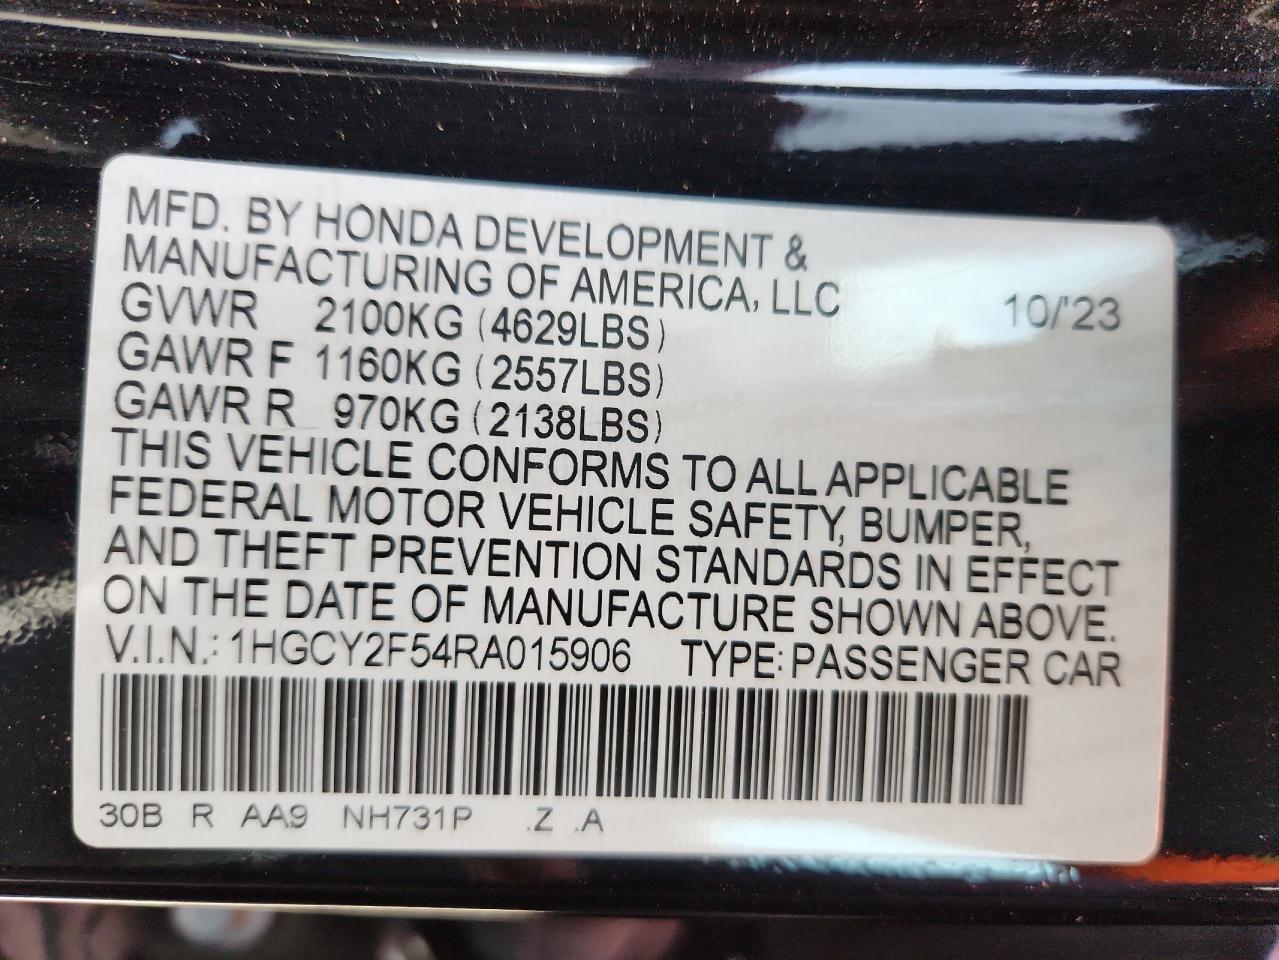 MFD. BY HONDA DEVELOPMENT &
MANUFACTURING OF AMERICA, LLC 10/'23
GVWR 2100KG (4629LBS)
GAWR F 1160KG (2557LBS)
GAWR R 970KG (2138LBS)
THIS VEHICLE CONFORMS TO ALL APPLICABLE
FEDERAL MOTOR VEHICLE SAFETY, BUMPER,
AND THEFT PREVENTION STANDARDS IN EFFECT
ON THE DATE OF MANUFACTURE SHOWN ABOVE.
V.I.N.: 1HGCY2F54RA015906 TYPE: PASSENGER CAR
30B R AA9 NH731P .Z .A